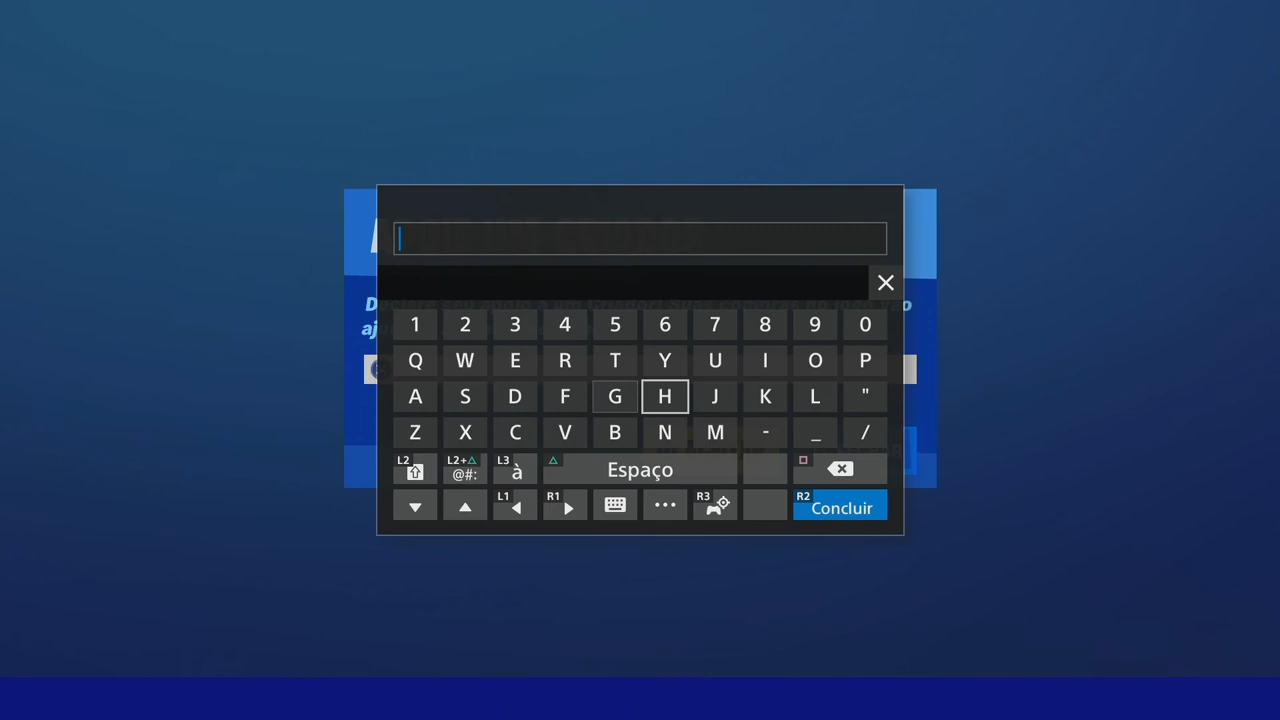 1 2 3 4 5 6 7 8 9 0
Q W E R T Y U I O P
A S D F G H J K L "
Z X C V B N M - _ /
L2 L2+△ @#: L3 à △ Espaço
L1 R1 ... R3 R2 Concluir